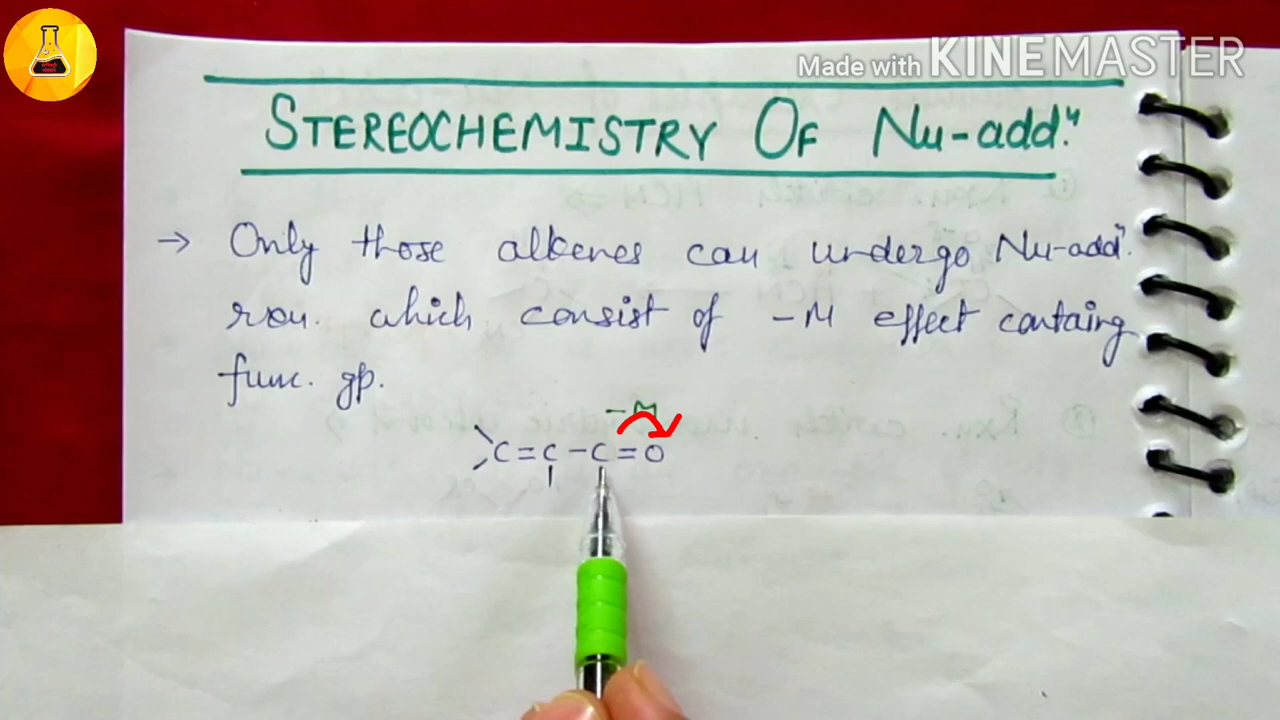 Made with KINEMASTER
STEREOCHEMISTRY OF Nu-addⁿ.
→ Only those alkenes can undergo Nu-addⁿ.
rxn. which consist of -M effect containg
func. gp.
-M
C=C-C=O